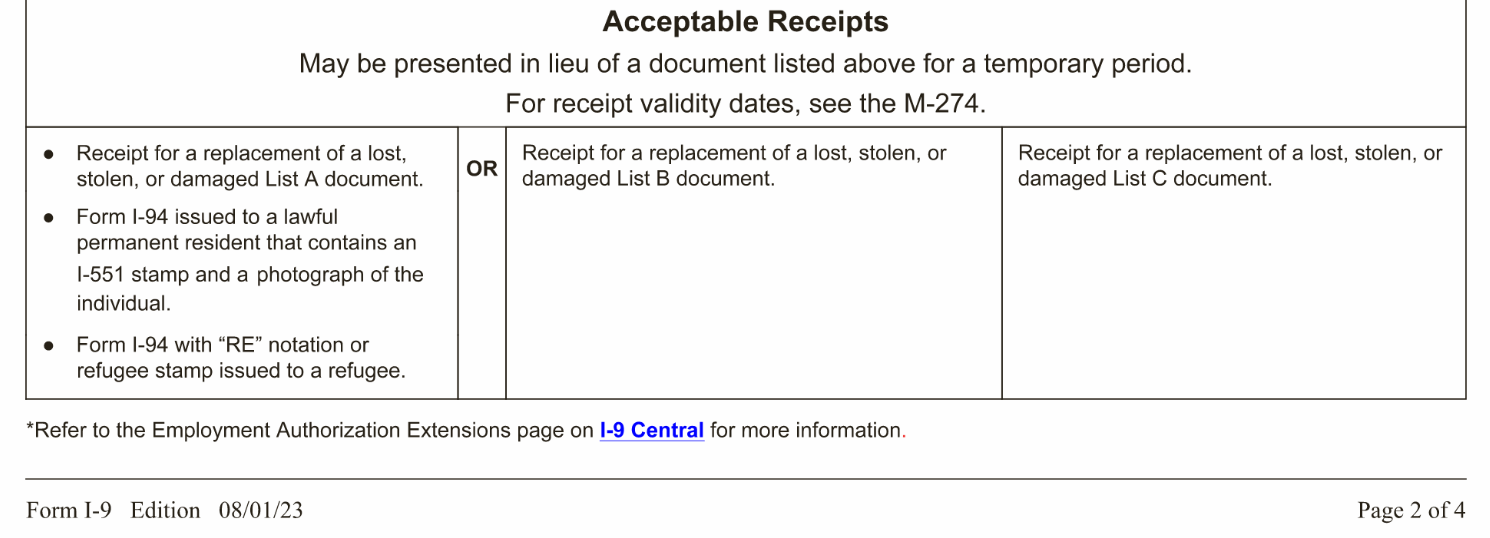 Acceptable Receipts
May be presented in lieu of a document listed above for a temporary period.
For receipt validity dates, see the M-274.
● Receipt for a replacement of a lost,
stolen, or damaged List A document.
● Form I-94 issued to a lawful
permanent resident that contains an
I-551 stamp and a photograph of the
individual.
● Form I-94 with “RE” notation or
refugee stamp issued to a refugee.
OR
Receipt for a replacement of a lost, stolen, or
damaged List B document.
Receipt for a replacement of a lost, stolen, or
damaged List C document.
*Refer to the Employment Authorization Extensions page on I-9 Central for more information.
Form I-9 Edition 08/01/23
Page 2 of 4